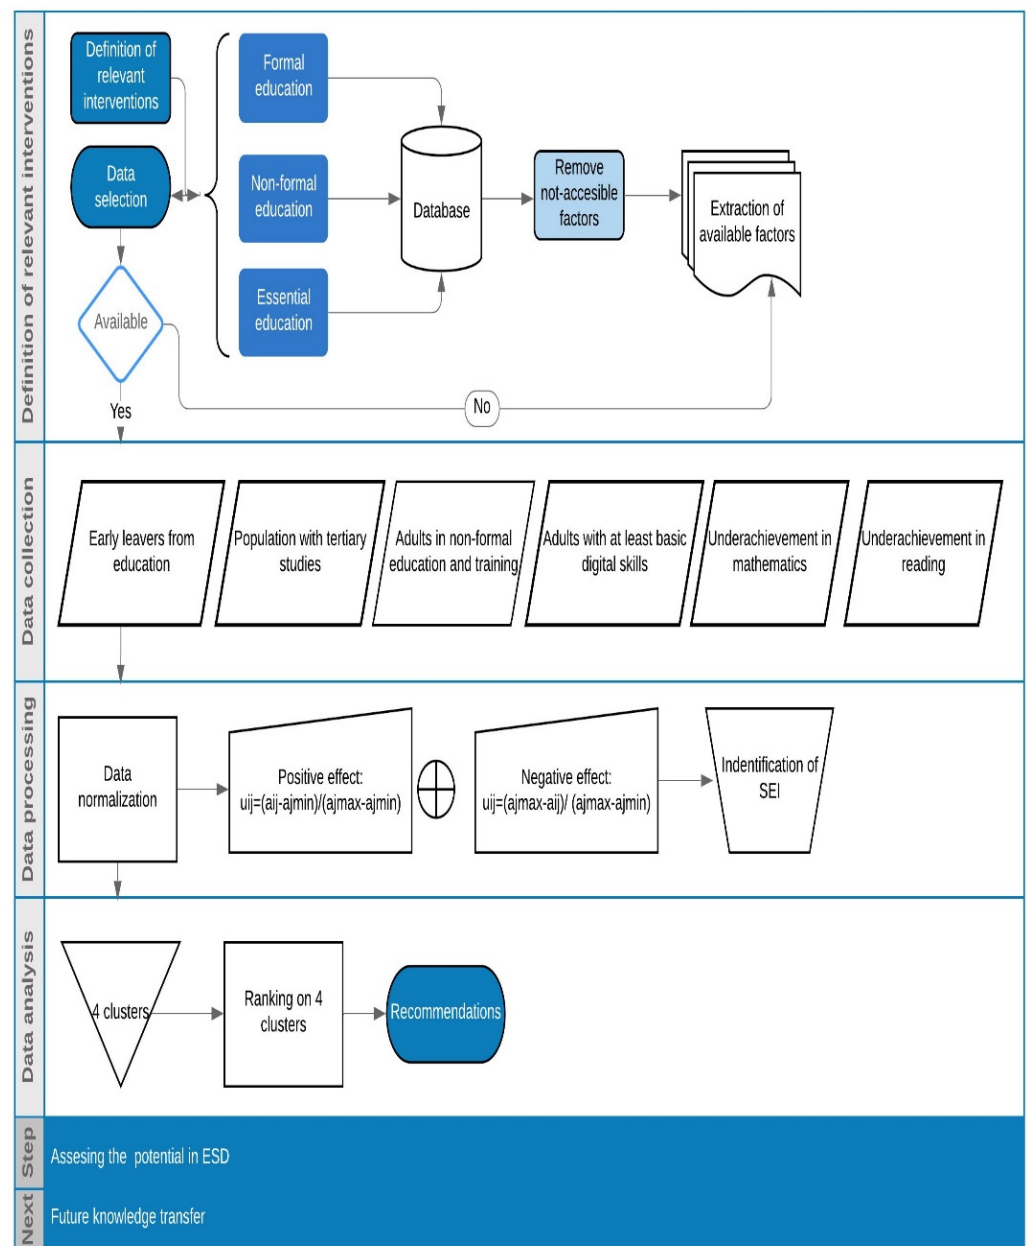 Definition of relevant interventions
Definition of
relevant
interventions
Data
selection
Available
Yes
Formal
education
Non-formal
education
Essential
education
Database
Remove
not-accesible
factors
Extraction of
available factors
No
Data collection
Early leavers from
education
Population with tertiary
studies
Adults in non-formal
education and training
Adults with at least basic
digital skills
Underachievement in
mathematics
Underachievement in
reading
Data processing
Data
normalization
Positive effect:
uij=(aij-ajmin)/(ajmax-ajmin)
Negative effect:
uij=(ajmax-aij)/ (ajmax-ajmin)
Indentification of
SEI
Data analysis
4 clusters
Ranking on 4
clusters
Recommendations
Next Step
Assesing the  potential in ESD
Future knowledge transfer